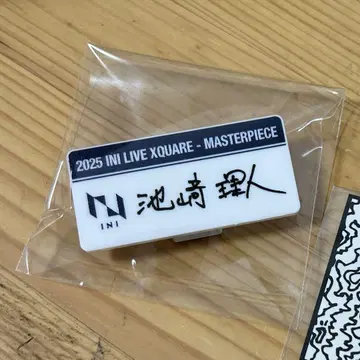 2025 INI LIVE XQUARE - MASTERPIECE
池﨑 理人
INI